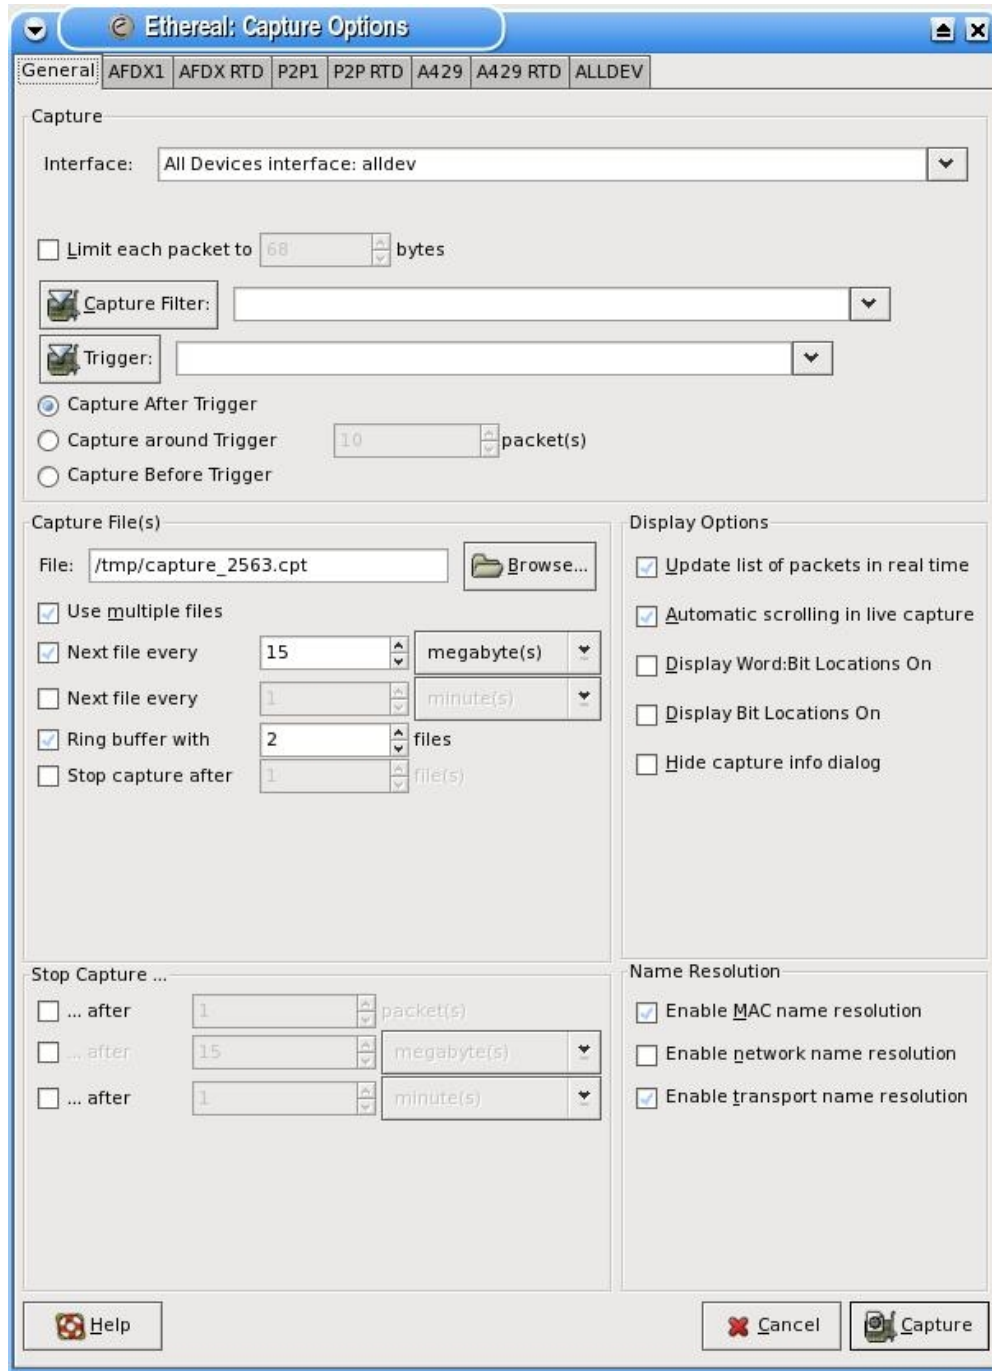 Ethereal: Capture Options
General AFDX1 AFDX RTD P2P1 P2P RTD A429 A429 RTD ALLDEV
Capture
Interface: All Devices interface: alldev
Limit each packet to 68 bytes
Capture Filter:
Trigger:
Capture After Trigger
Capture around Trigger 10 packet(s)
Capture Before Trigger
Capture File(s)
File: /tmp/capture_2563.cpt Browse...
Use multiple files
Next file every 15 megabyte(s)
Next file every 1 minute(s)
Ring buffer with 2 files
Stop capture after 1 file(s)
Display Options
Update list of packets in real time
Automatic scrolling in live capture
Display Word:Bit Locations On
Display Bit Locations On
Hide capture info dialog
Stop Capture ...
... after 1 packet(s)
... after 15 megabyte(s)
... after 1 minute(s)
Name Resolution
Enable MAC name resolution
Enable network name resolution
Enable transport name resolution
Help Cancel Capture